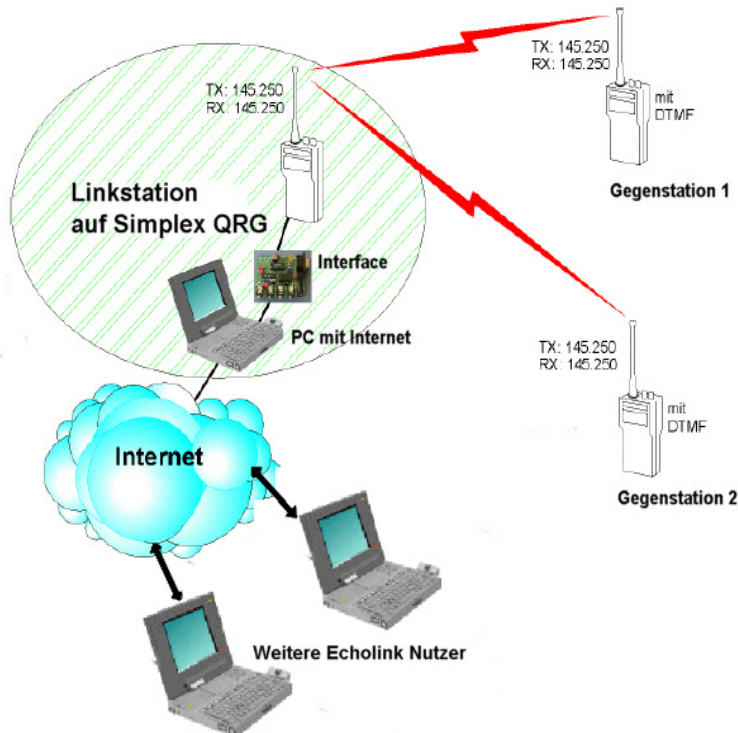 TX: 145.250
RX: 145.250
TX: 145.250
RX: 145.250
mit
DTMF
Gegenstation 1
Linkstation
auf Simplex QRG
Interface
PC mit Internet
TX: 145.250
RX: 145.250
mit
DTMF
Gegenstation 2
Internet
Weitere Echolink Nutzer